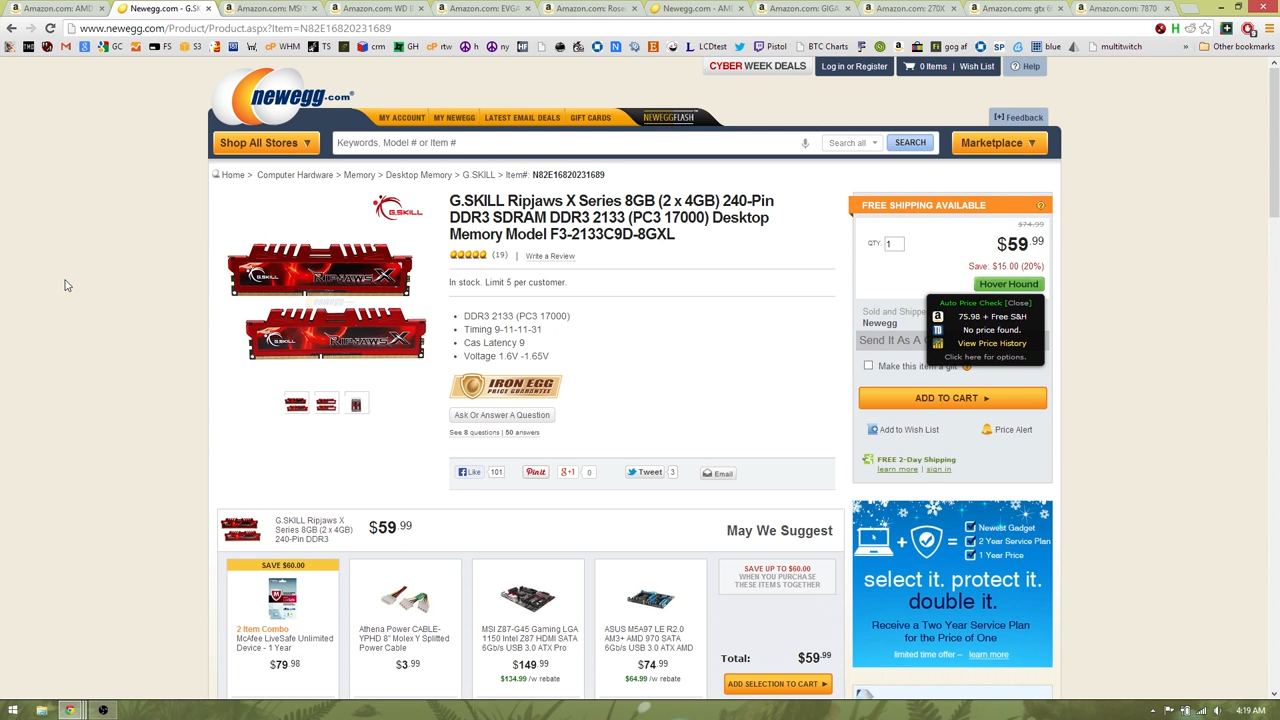 Amazon.com: AMD
Newegg.com - G.SK
Amazon.com: MSI
Amazon.com: WD B
Amazon.com: EVGA
Amazon.com: Rose
Newegg.com - AM
Amazon.com: GIGA
Amazon.com: 270X
Amazon.com: gtx 6
Amazon.com: 7870
www.newegg.com/Product/Product.aspx?Item=N82E16820231689
GC FS S3 WHM TS crm GH rtw h ny HF LCDtest Pistol BTC Charts gog af SP blue multitwitch » Other bookmarks
CYBER WEEK DEALS
Log in or Register
0 Items | Wish List
Help
newegg.com
MY ACCOUNT
MY NEWEGG
LATEST EMAIL DEALS
GIFT CARDS
NEWEGGFLASH
[+] Feedback
Shop All Stores ▼
Keywords, Model # or Item #
Search all
SEARCH
Marketplace ▼
Home > Computer Hardware > Memory > Desktop Memory > G.SKILL > Item#: N82E16820231689
G.SKILL
G.SKILL Ripjaws X Series 8GB (2 x 4GB) 240-Pin
DDR3 SDRAM DDR3 2133 (PC3 17000) Desktop
Memory Model F3-2133C9D-8GXL
(19) | Write a Review
In stock. Limit 5 per customer.
• DDR3 2133 (PC3 17000)
• Timing 9-11-11-31
• Cas Latency 9
• Voltage 1.6V -1.65V
G.SKILL RIPJAWS X
G.SKILL RIPJAWS X
IRON EGG
PRICE GUARANTEE
Ask Or Answer A Question
See 8 questions | 50 answers
Like 101
Pinit
+1 0
Tweet 3
Email
FREE SHIPPING AVAILABLE
$74.99
QTY 1
$59.99
Save: $15.00 (20%)
Hover Hound
Auto Price Check [Close]
75.98 + Free S&H
No price found.
View Price History
Click here for options.
Sold and Shippe
Newegg
Send It As A
Make this item a gift
ADD TO CART ►
Add to Wish List
Price Alert
FREE 2-Day Shipping
learn more | sign in
G.SKILL Ripjaws X
Series 8GB (2 x 4GB)
240-Pin DDR3
$59.99
May We Suggest
SAVE $60.00
2 Item Combo
McAfee LiveSafe Unlimited
Device - 1 Year
$79.98
Athena Power CABLE-
YPHD 8" Molex Y Splitted
Power Cable
$3.99
MSI Z87-G45 Gaming LGA
1150 Intel Z87 HDMI SATA
6Gb/s USB 3.0 ATX Pro
$149.99
$134.99 /w rebate
ASUS M5A97 LE R2.0
AM3+ AMD 970 SATA
6Gb/s USB 3.0 ATX AMD
$74.99
$64.99 /w rebate
SAVE UP TO $60.00
WHEN YOU PURCHASE
THESE ITEMS TOGETHER
Total: $59.99
ADD SELECTION TO CART ►
Newest Gadget
2 Year Service Plan
1 Year Price
select it. protect it.
double it.
Receive a Two Year Service Plan
for the Price of One
limited time offer – learn more
4:19 AM